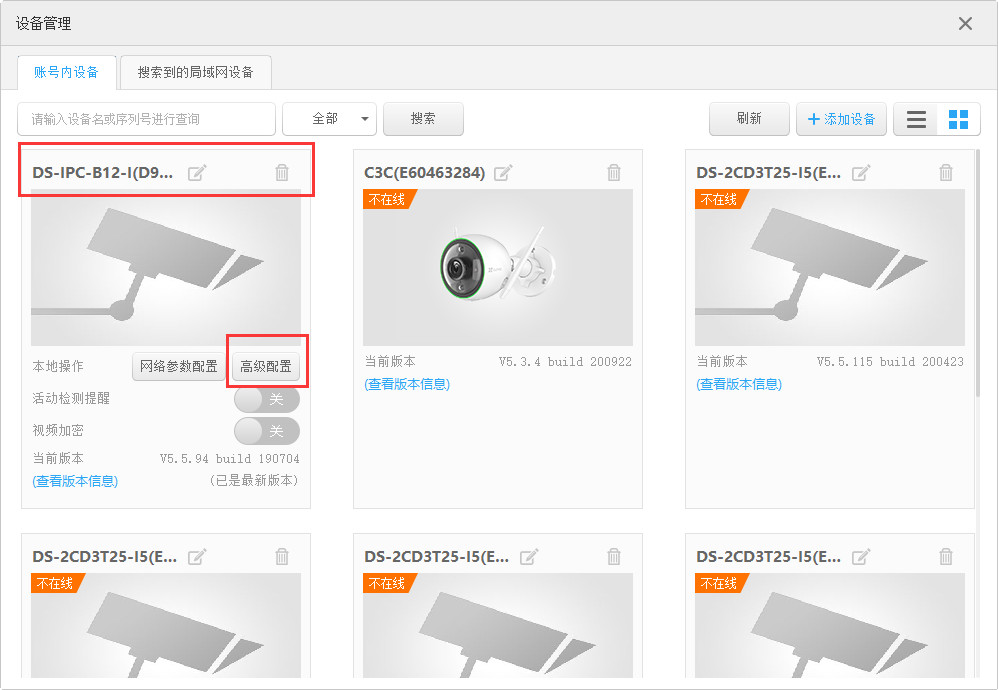 设备管理
账号内设备 搜索到的局域网设备
请输入设备名或序列号进行查询 全部 搜索 刷新 +添加设备
DS-IPC-B12-I(D9... C3C(E60463284) DS-2CD3T25-I5(E...
不在线 不在线
本地操作 网络参数配置 高级配置 当前版本 V5.3.4 build 200922 当前版本 V5.5.115 build 200423
(查看版本信息) (查看版本信息)
活动检测提醒 关
视频加密 关
当前版本 V5.5.94 build 190704
(查看版本信息) (已是最新版本)
DS-2CD3T25-I5(E... DS-2CD3T25-I5(E... DS-2CD3T25-I5(E...
不在线 不在线 不在线